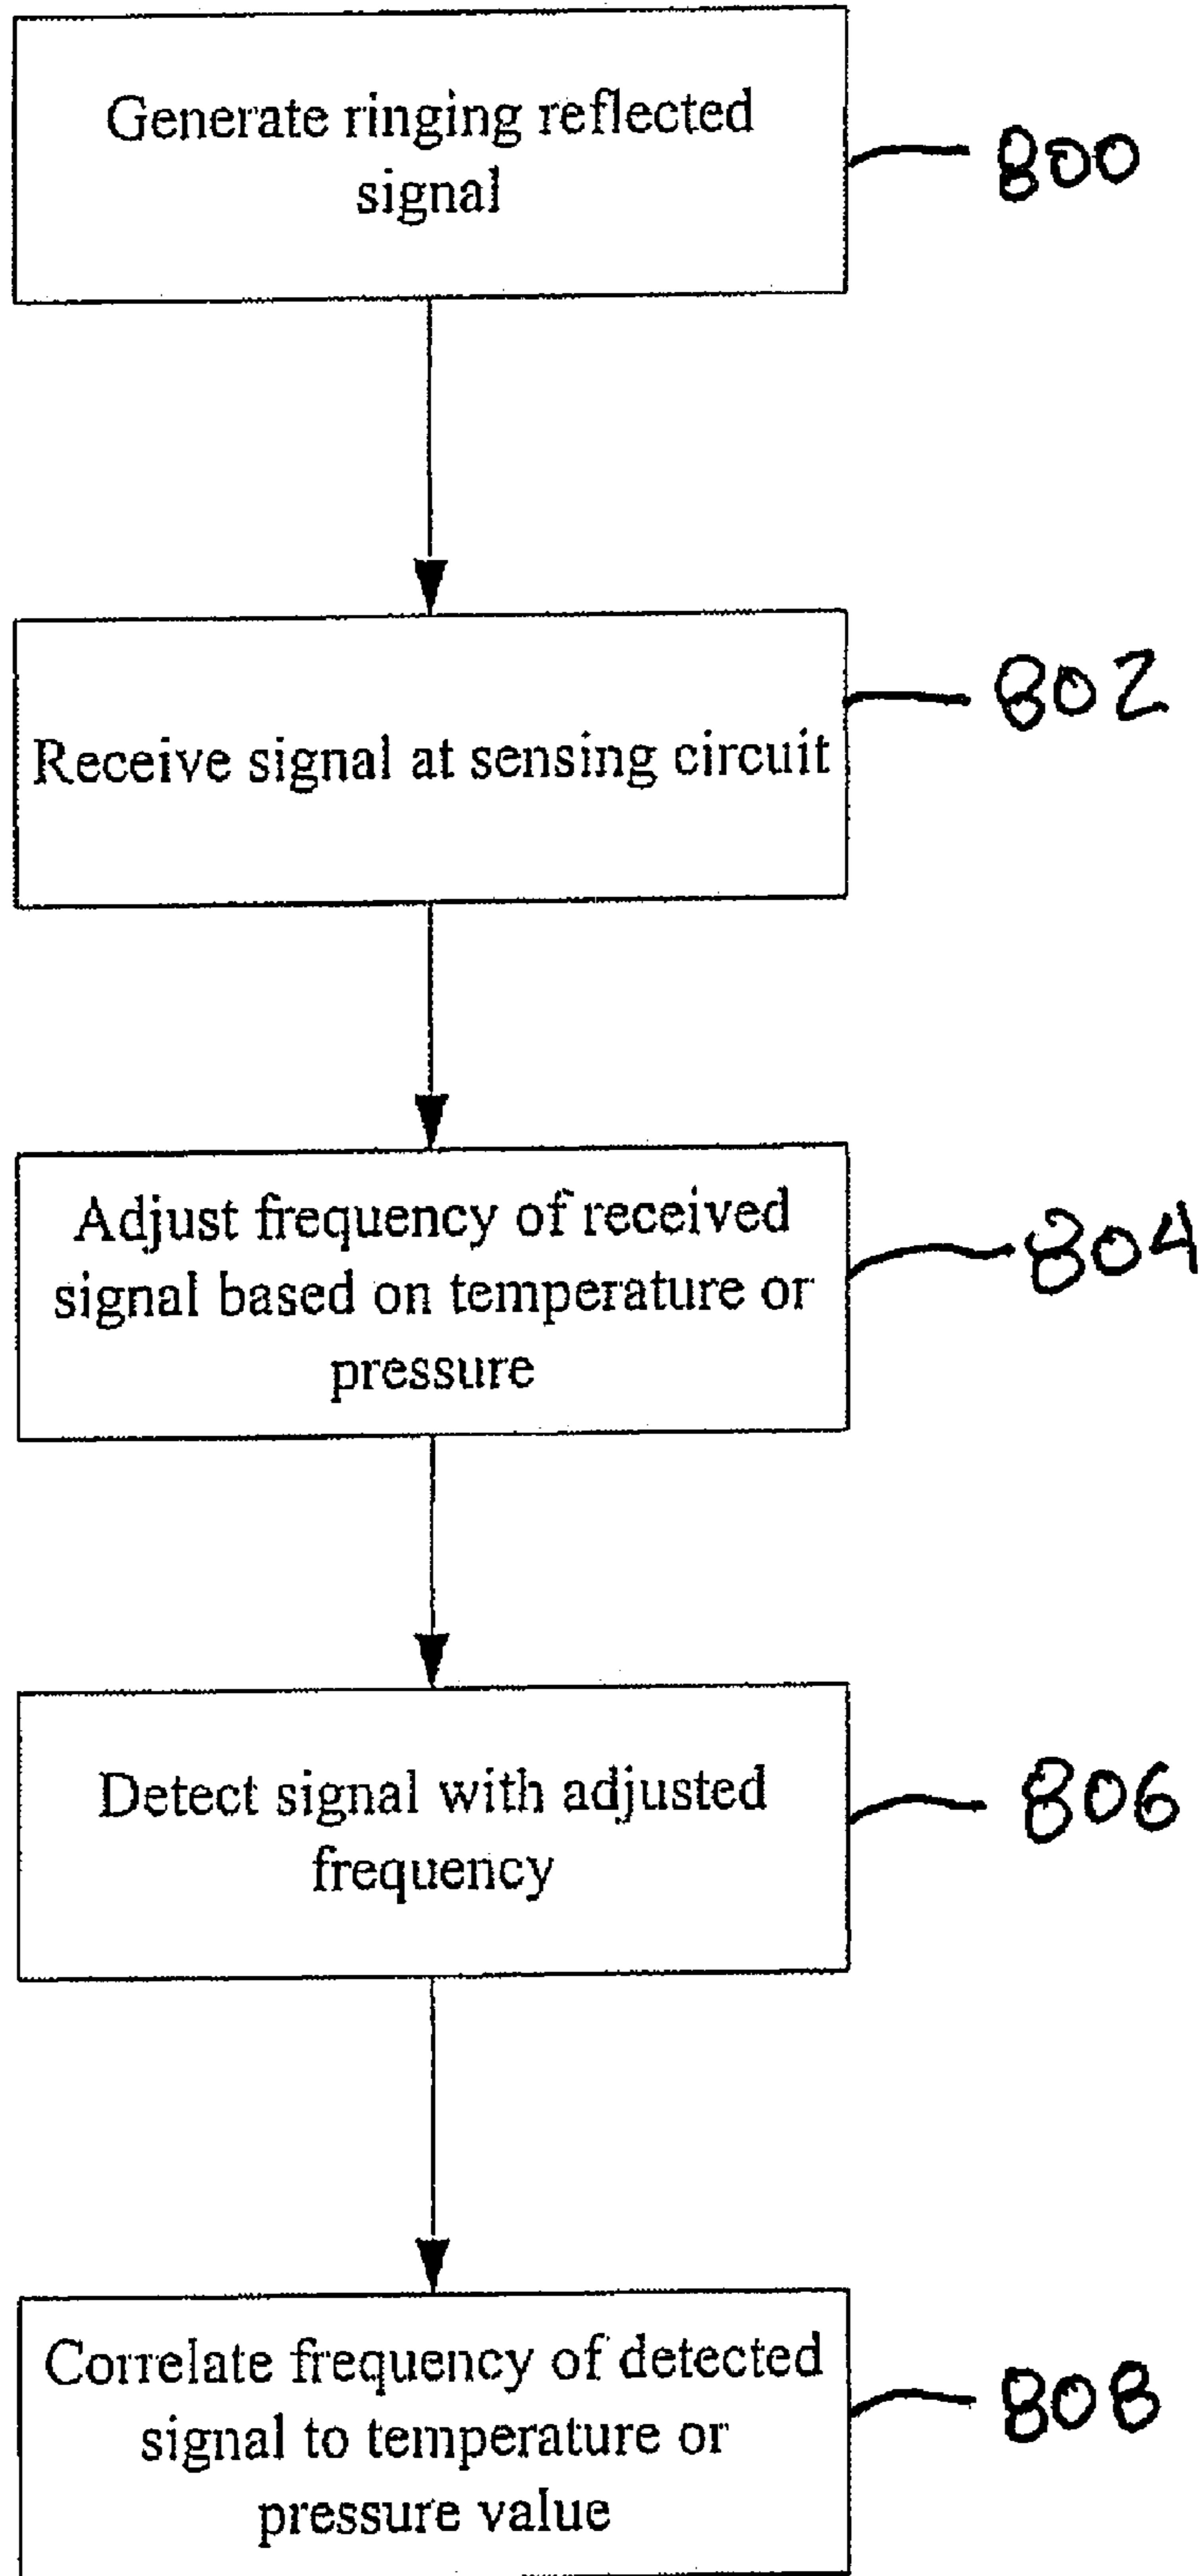 Generate ringing reflected
signal
800
Receive signal at sensing circuit
802
Adjust frequency of received
signal based on temperature or
pressure
804
Detect signal with adjusted
frequency
806
Correlate frequency of detected
signal to temperature or
pressure value
808